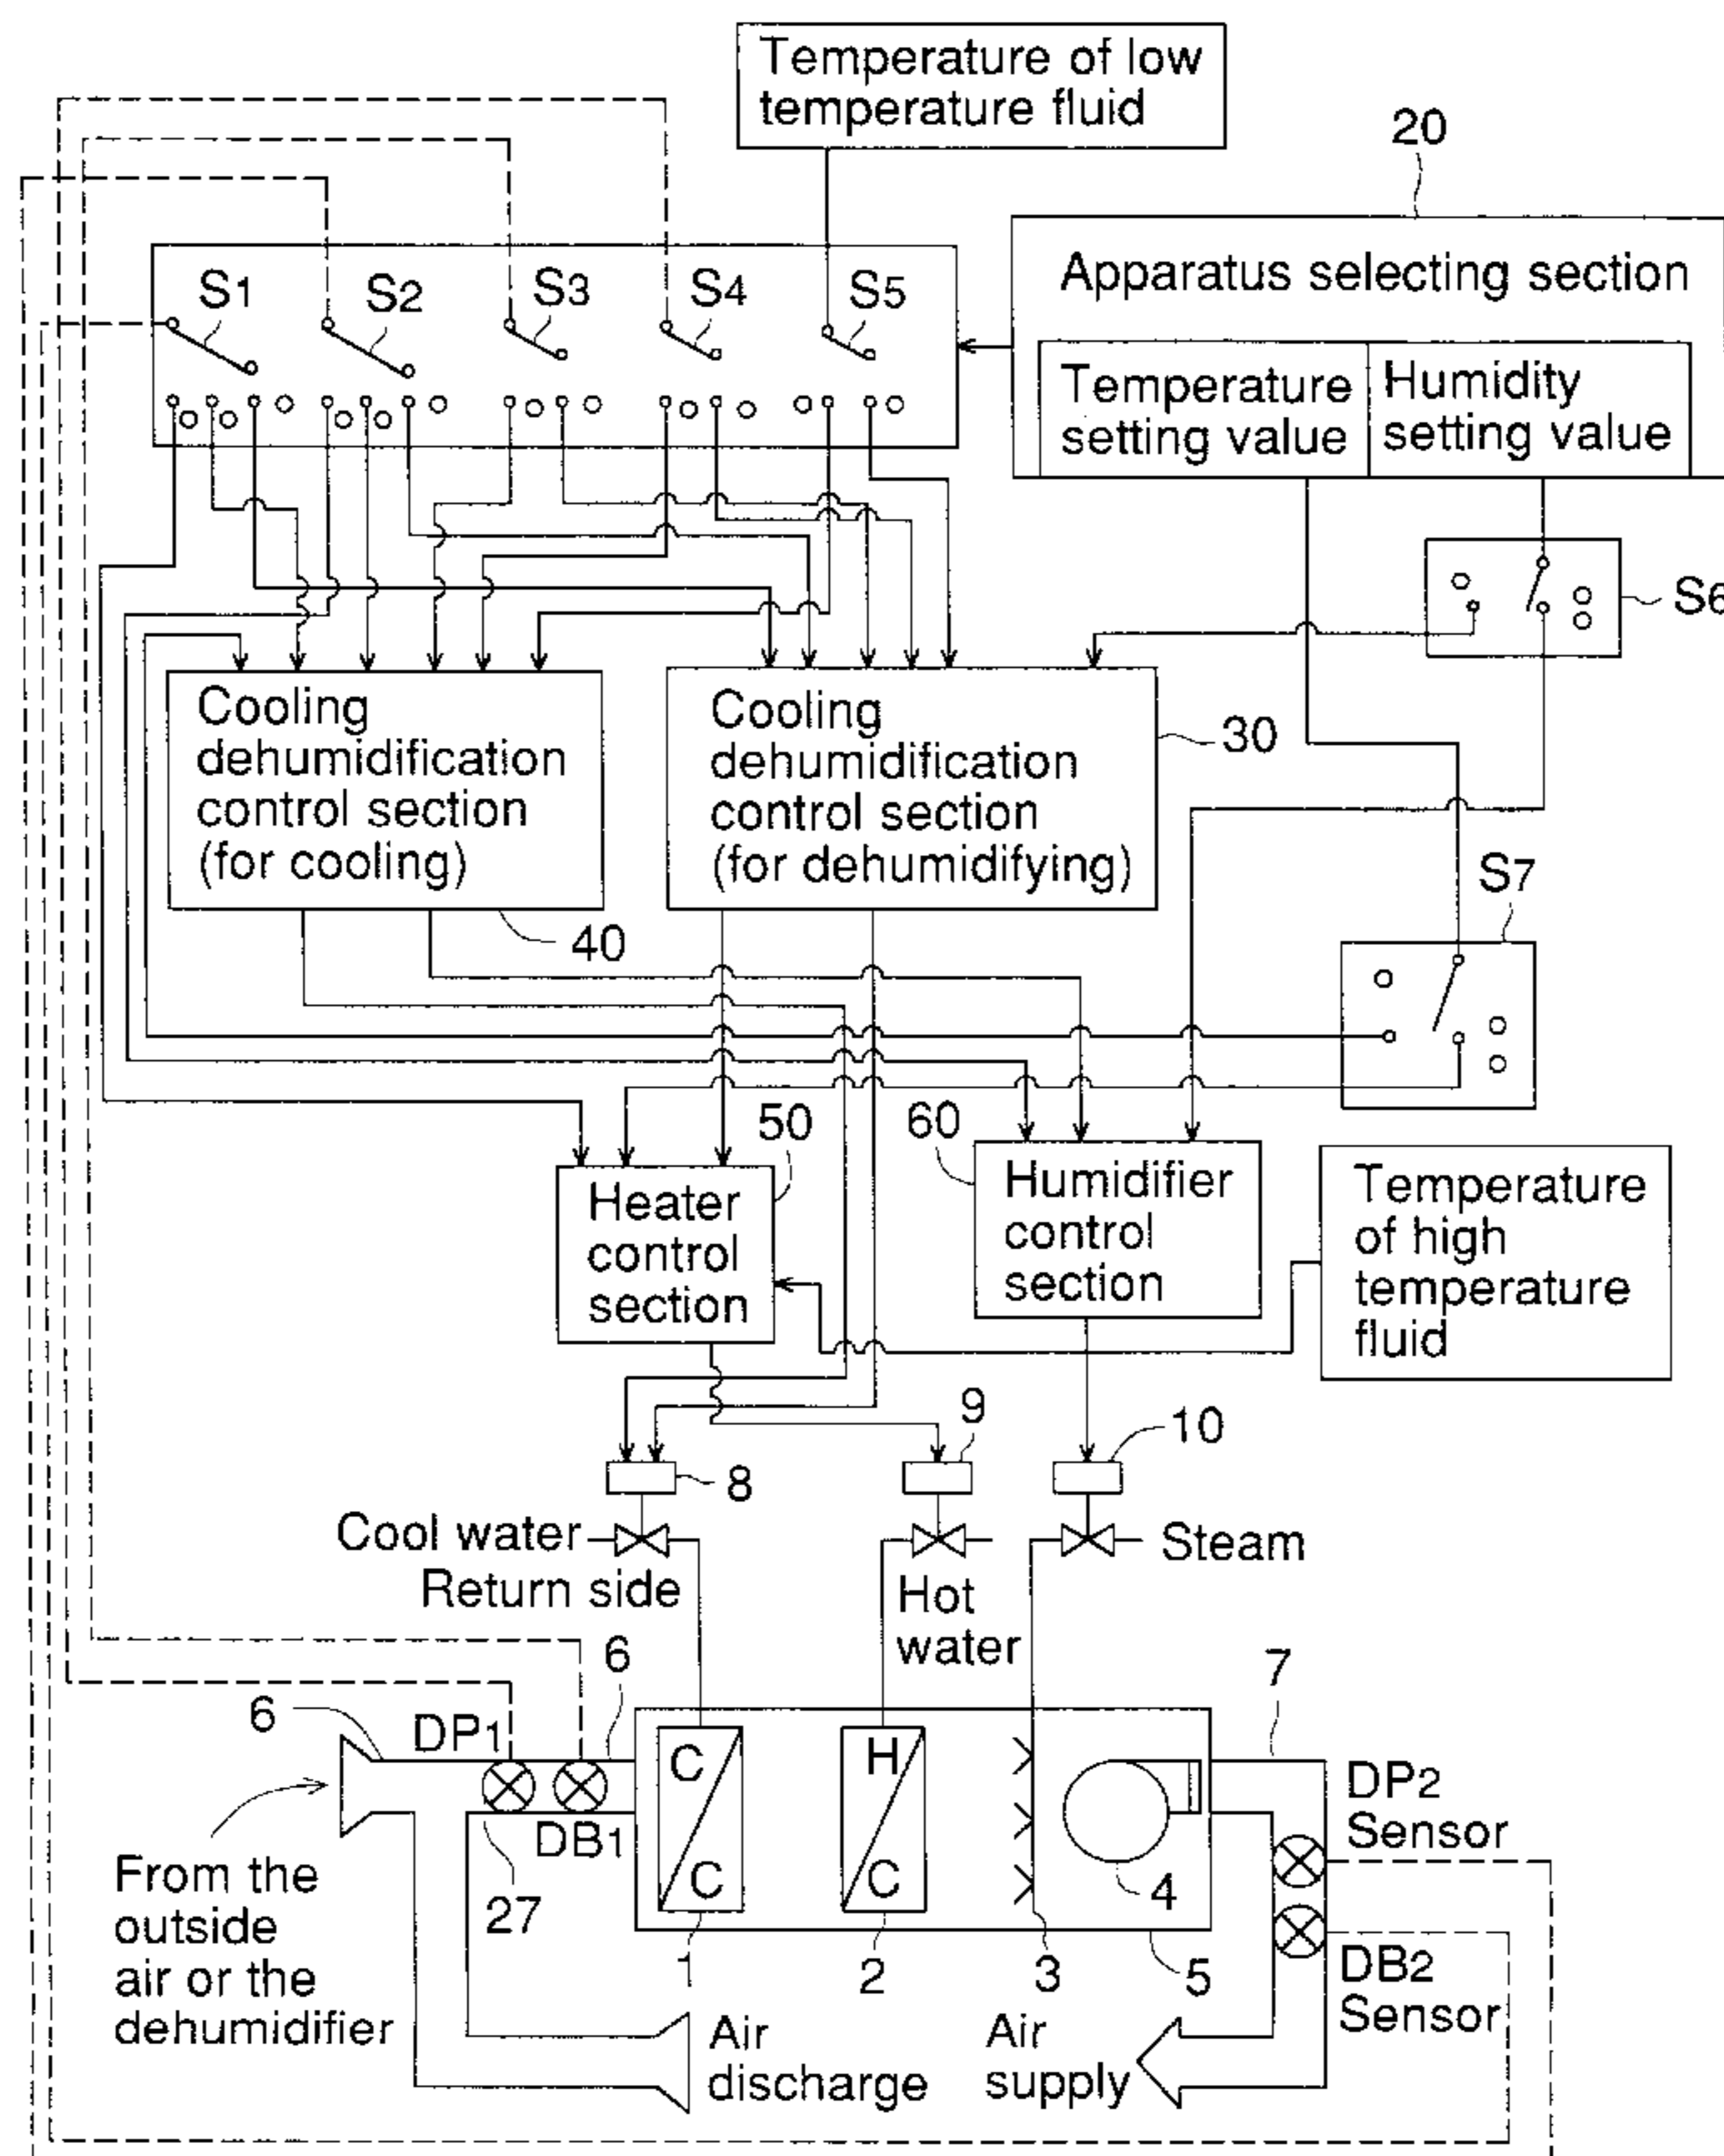 Temperature of low
temperature fluid
20
Apparatus selecting section
Temperature
setting value
Humidity
setting value
S1
S2
S3
S4
S5
S6
Cooling
dehumidification
control section
(for cooling)
40
Cooling
dehumidification
control section
(for dehumidifying)
30
S7
50
Heater
control
section
60
Humidifier
control
section
Temperature
of high
temperature
fluid
8
9
10
Cool water
Return side
Hot
water
Steam
6
DP1
6
DB1
27
C
C
H
C
7
DP2
Sensor
DB2
Sensor
From the
outside
air or the
dehumidifier
1
2
3
4
5
Air
discharge
Air
supply